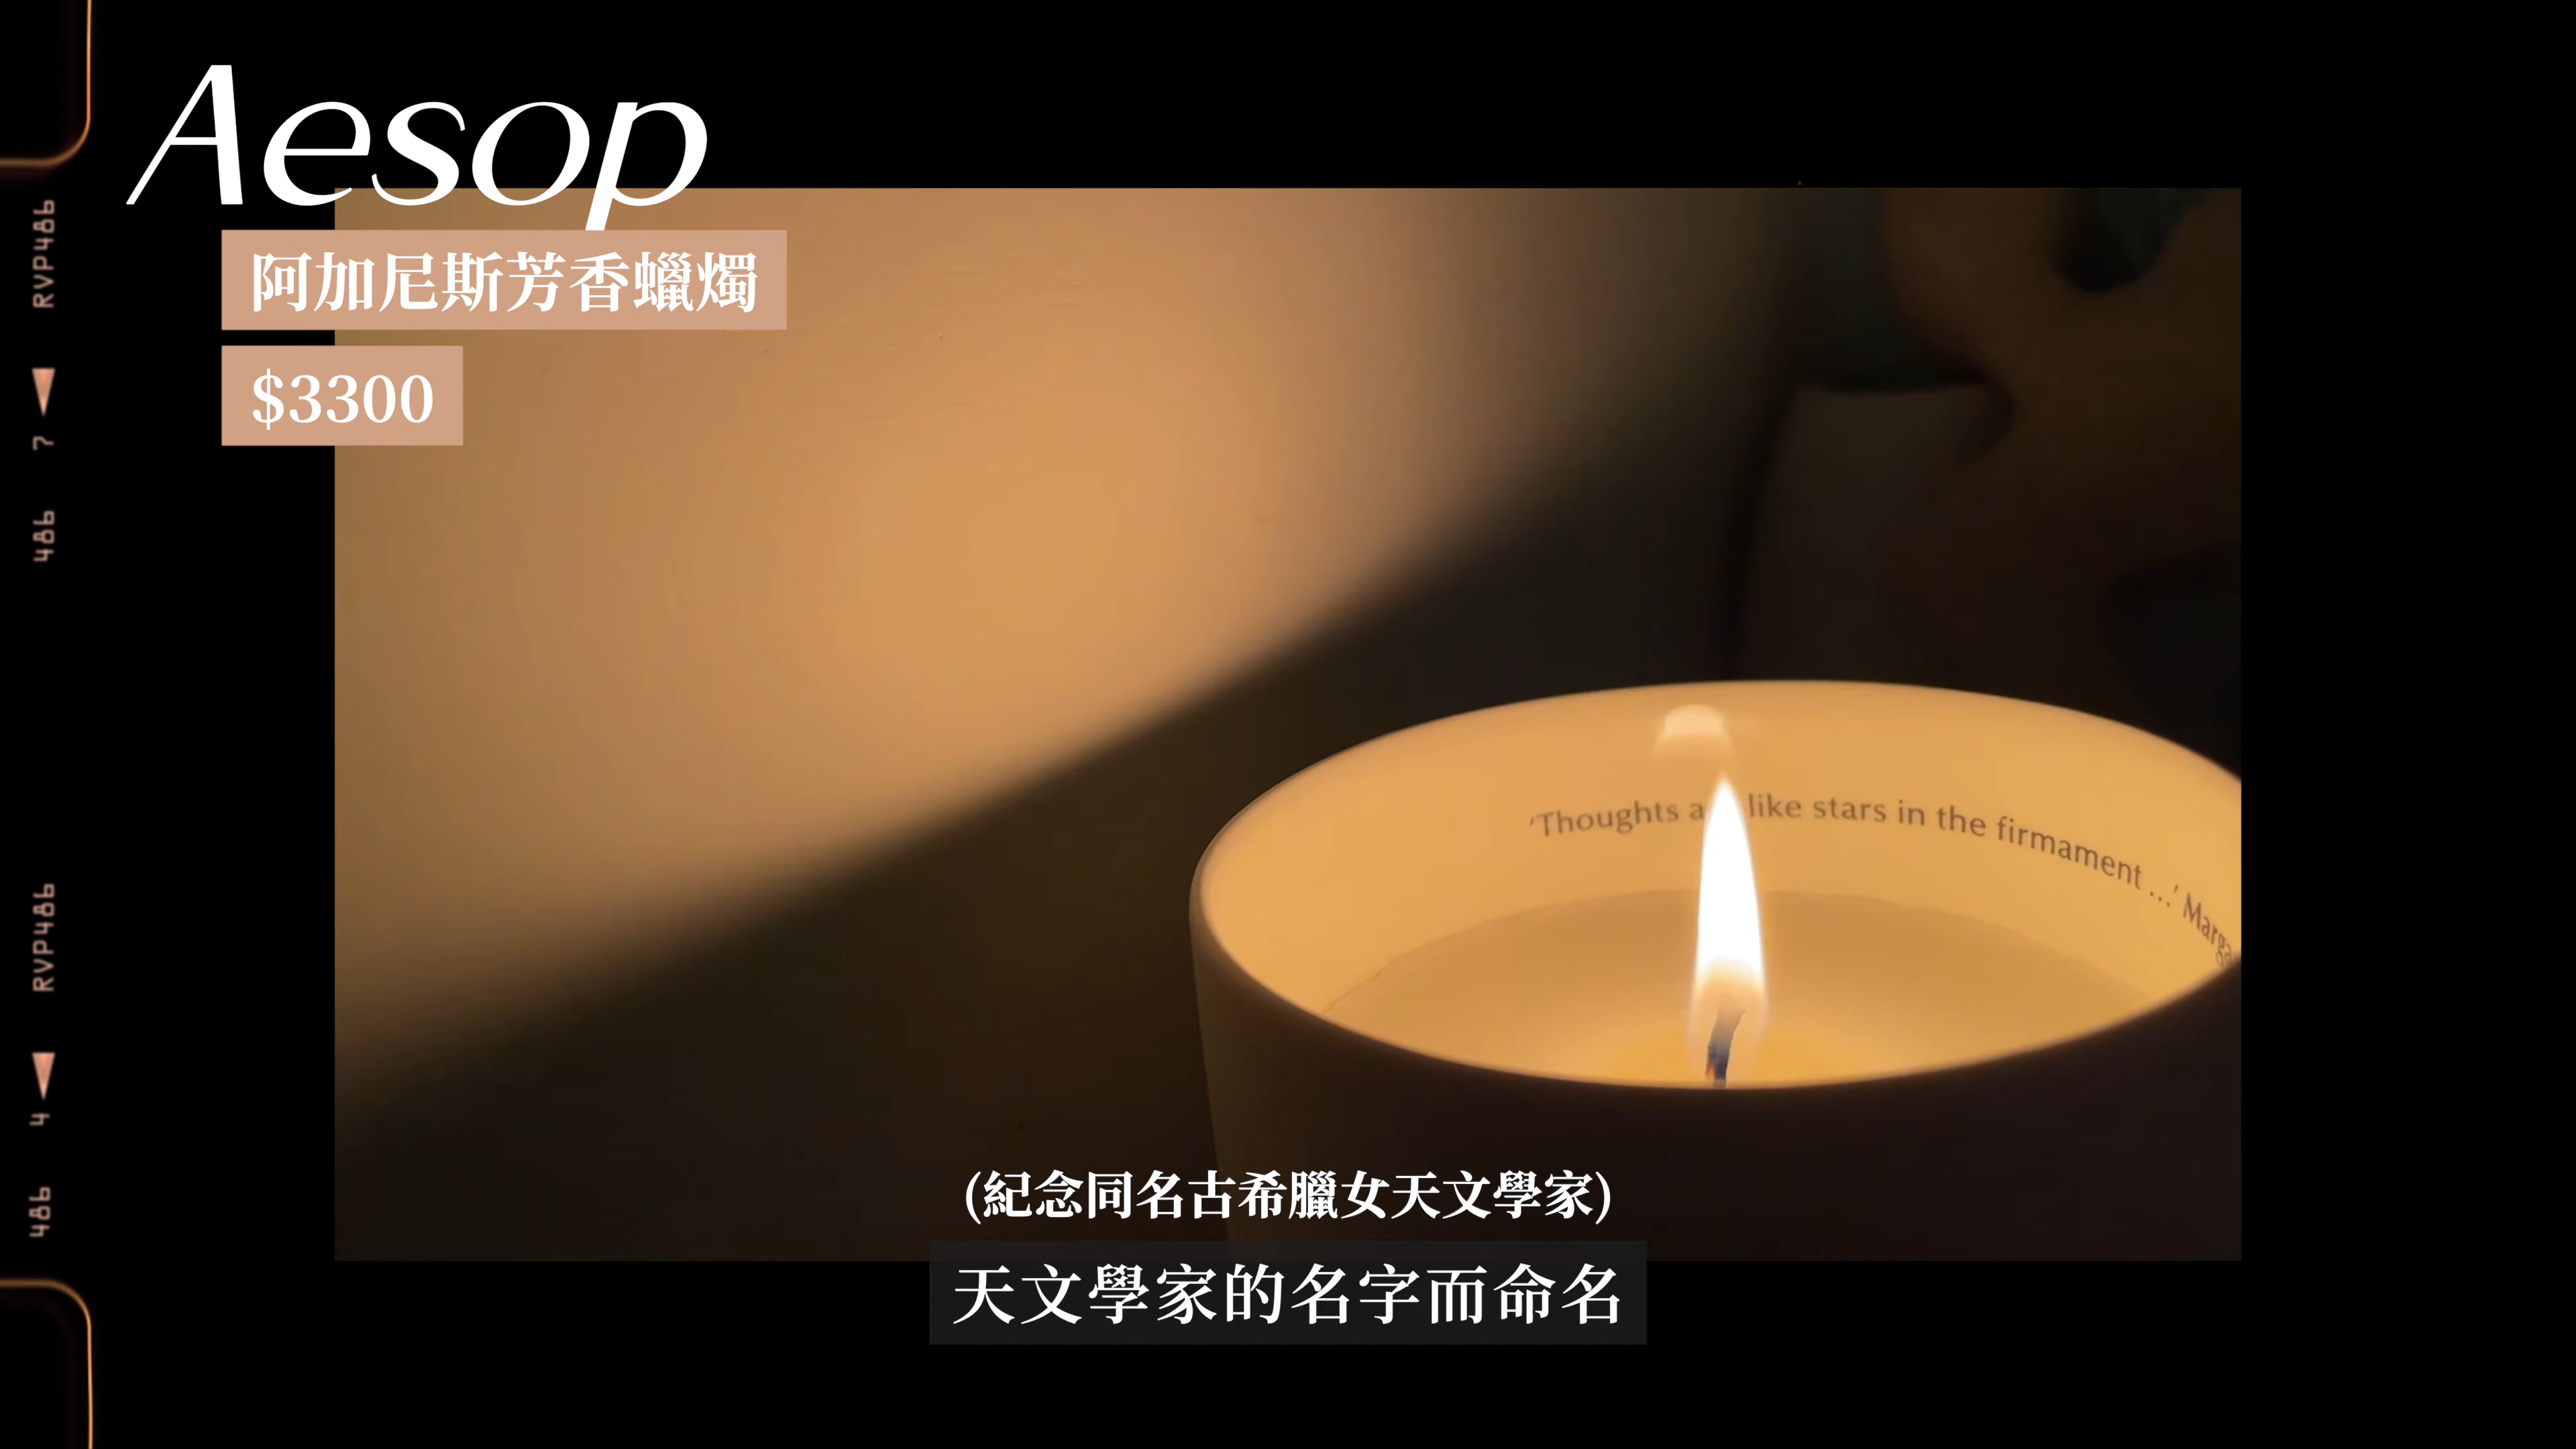 Aesop
阿加尼斯芳香蠟燭
$3300
RVP486
7
486
RVP486
4
486
'Thoughts a like stars in the firmament ...' Marga
(紀念同名古希臘女天文學家)
天文學家的名字而命名